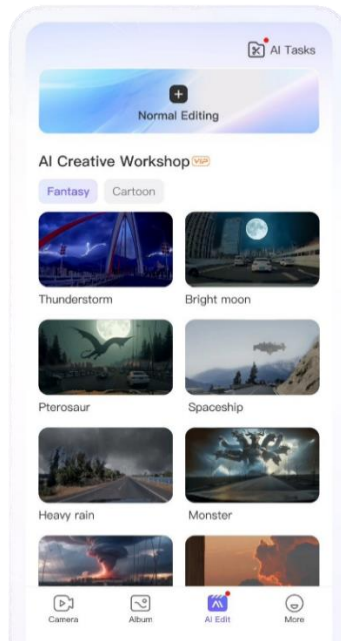 AI Tasks
Normal Editing
AI Creative Workshop VIP
Fantasy Cartoon
Thunderstorm Bright moon
Pterosaur Spaceship
Heavy rain Monster
Camera Album AI Edit More